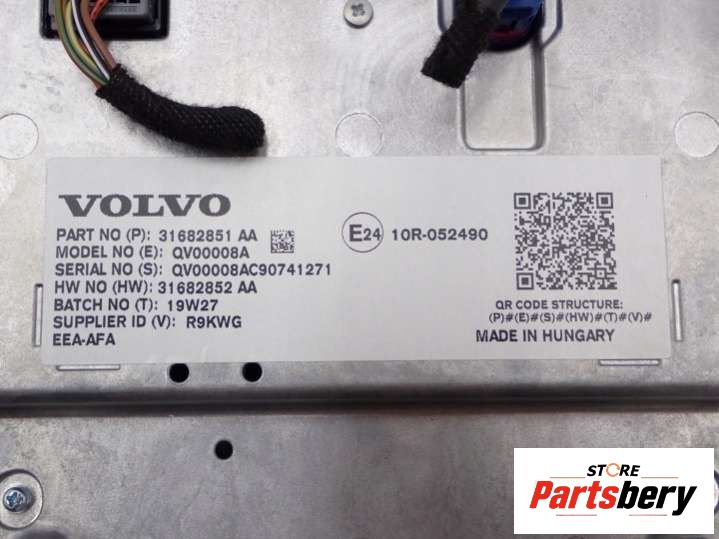 VOLVO
PART NO (P): 31682851 AA
MODEL NO (E): QV00008A
SERIAL NO (S): QV00008AC90741271
HW NO (HW): 31682852 AA
BATCH NO (T): 19W27
SUPPLIER ID (V): R9KWG
EEA-AFA
E24 10R-052490
QR CODE STRUCTURE:
(P)#(E)#(S)#(HW)#(T)#(V)#
MADE IN HUNGARY
STORE
Partsbery